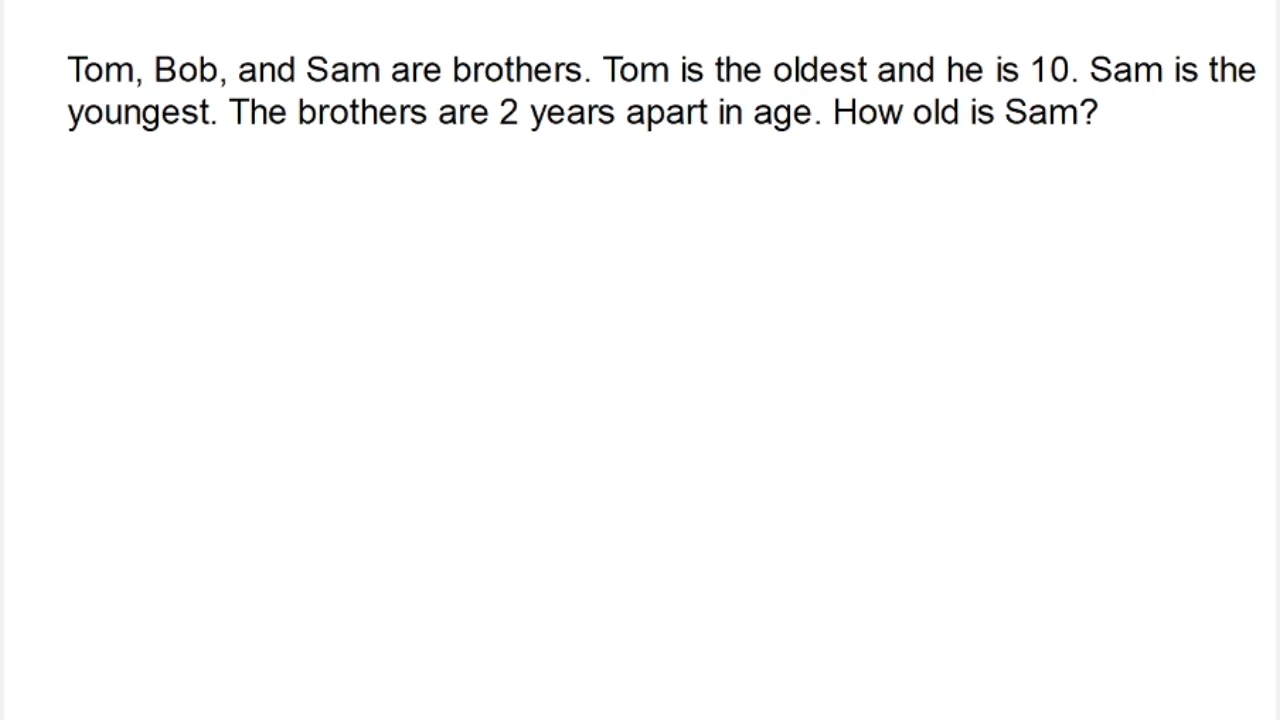 Tom, Bob, and Sam are brothers. Tom is the oldest and he is 10. Sam is the
youngest. The brothers are 2 years apart in age. How old is Sam?